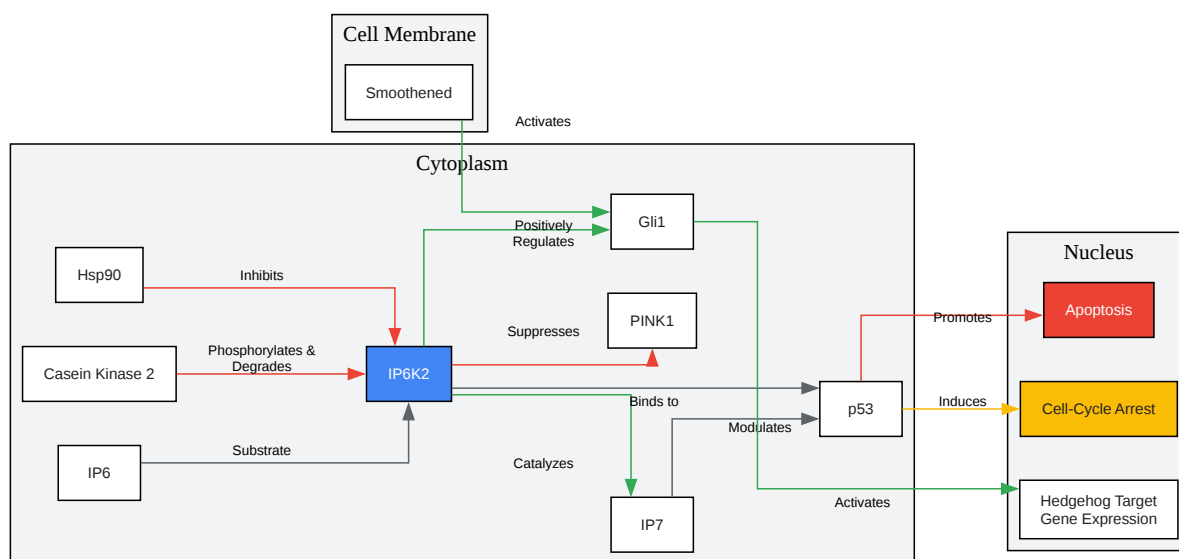 Cell Membrane
Smoothened
Activates
Cytoplasm
Gli1
Positively
Regulates
Hsp90
Inhibits
Nucleus
Apoptosis
Promotes
PINK1
Suppresses
Casein Kinase 2
Phosphorylates &
Degrades
IP6K2
Binds to
p53
Induces
Cell-Cycle Arrest
Modulates
IP6
Substrate
Catalyzes
IP7
Activates
Hedgehog Target
Gene Expression